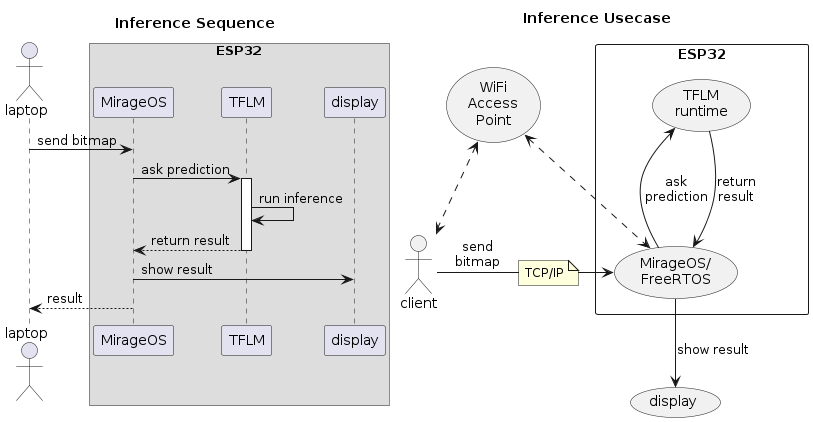 Inference Sequence
ESP32
laptop
MirageOS
TFLM
display
send bitmap
ask prediction
run inference
return result
show result
result
laptop
MirageOS
TFLM
display
Inference Usecase
ESP32
WiFi
Access
Point
TFLM
runtime
ask
prediction
return
result
client
send
bitmap
TCP/IP
MirageOS/
FreeRTOS
show result
display